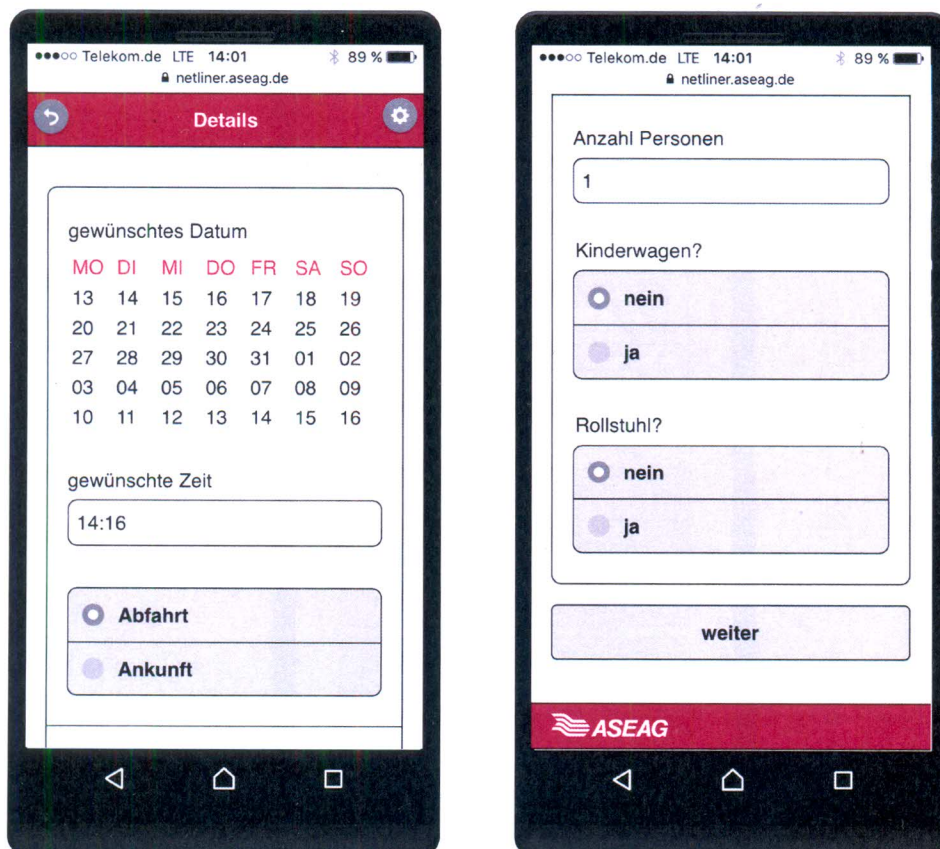 ●●●○○ Telekom.de LTE 14:01 89 %
netliner.aseag.de
Details
gewünschtes Datum
MO DI MI DO FR SA SO
13 14 15 16 17 18 19
20 21 22 23 24 25 26
27 28 29 30 31 01 02
03 04 05 06 07 08 09
10 11 12 13 14 15 16
gewünschte Zeit
14:16
Abfahrt
Ankunft
●●●○○ Telekom.de LTE 14:01 89 %
netliner.aseag.de
Anzahl Personen
1
Kinderwagen?
nein
ja
Rollstuhl?
nein
ja
weiter
ASEAG